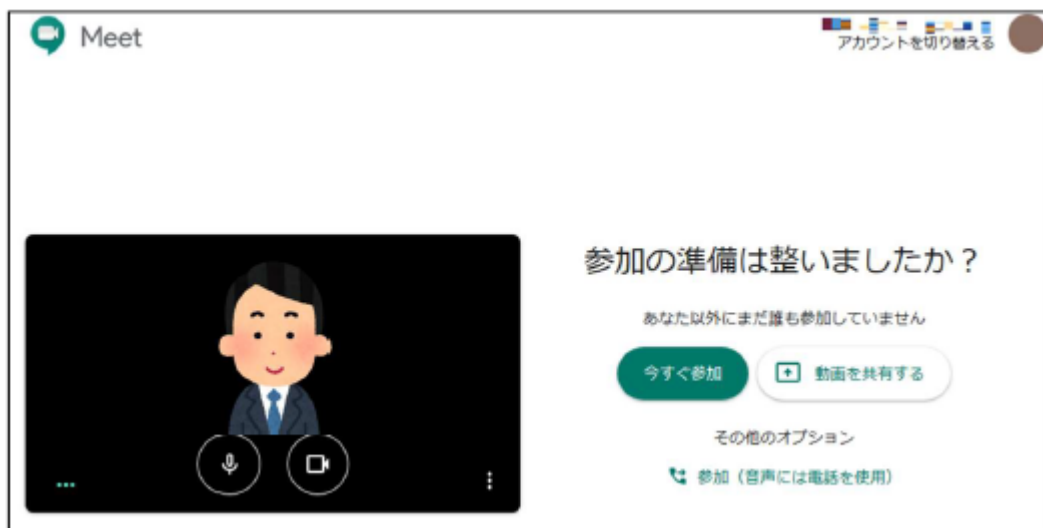 Meet
アカウントを切り替える
参加の準備は整いましたか？
あなた以外にまだ誰も参加していません
今すぐ参加
動画を共有する
その他のオプション
参加（音声には電話を使用）